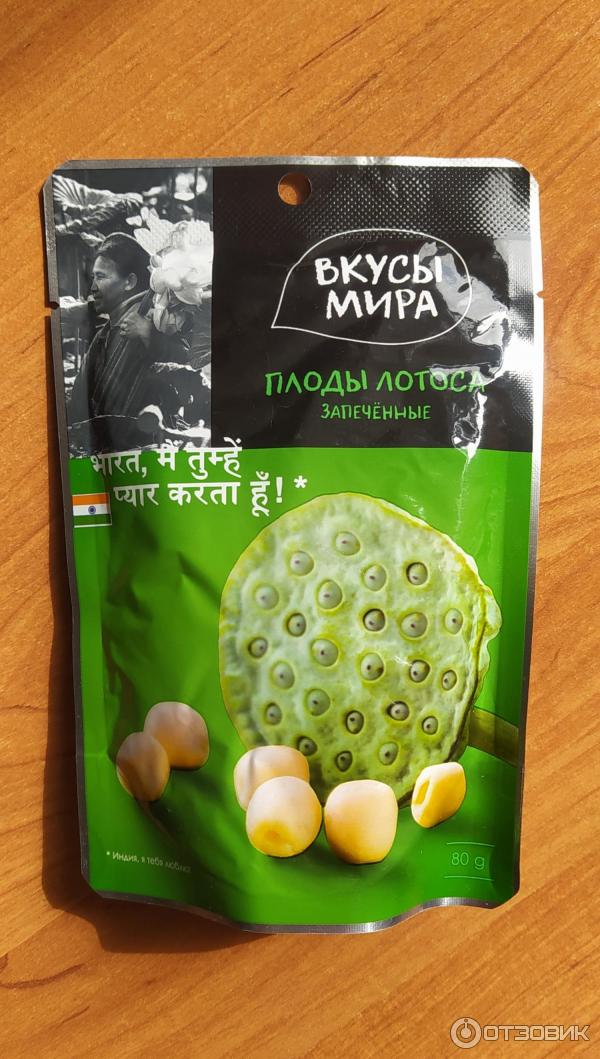 ВКУСЫ
МИРА
ПЛОДЫ ЛОТОСА
ЗАПЕЧЁННЫЕ
भारत, मैं तुम्हें
प्यार करता हूँ! *
* Индия, я тебя люблю!
80 g
ОТЗОВИК